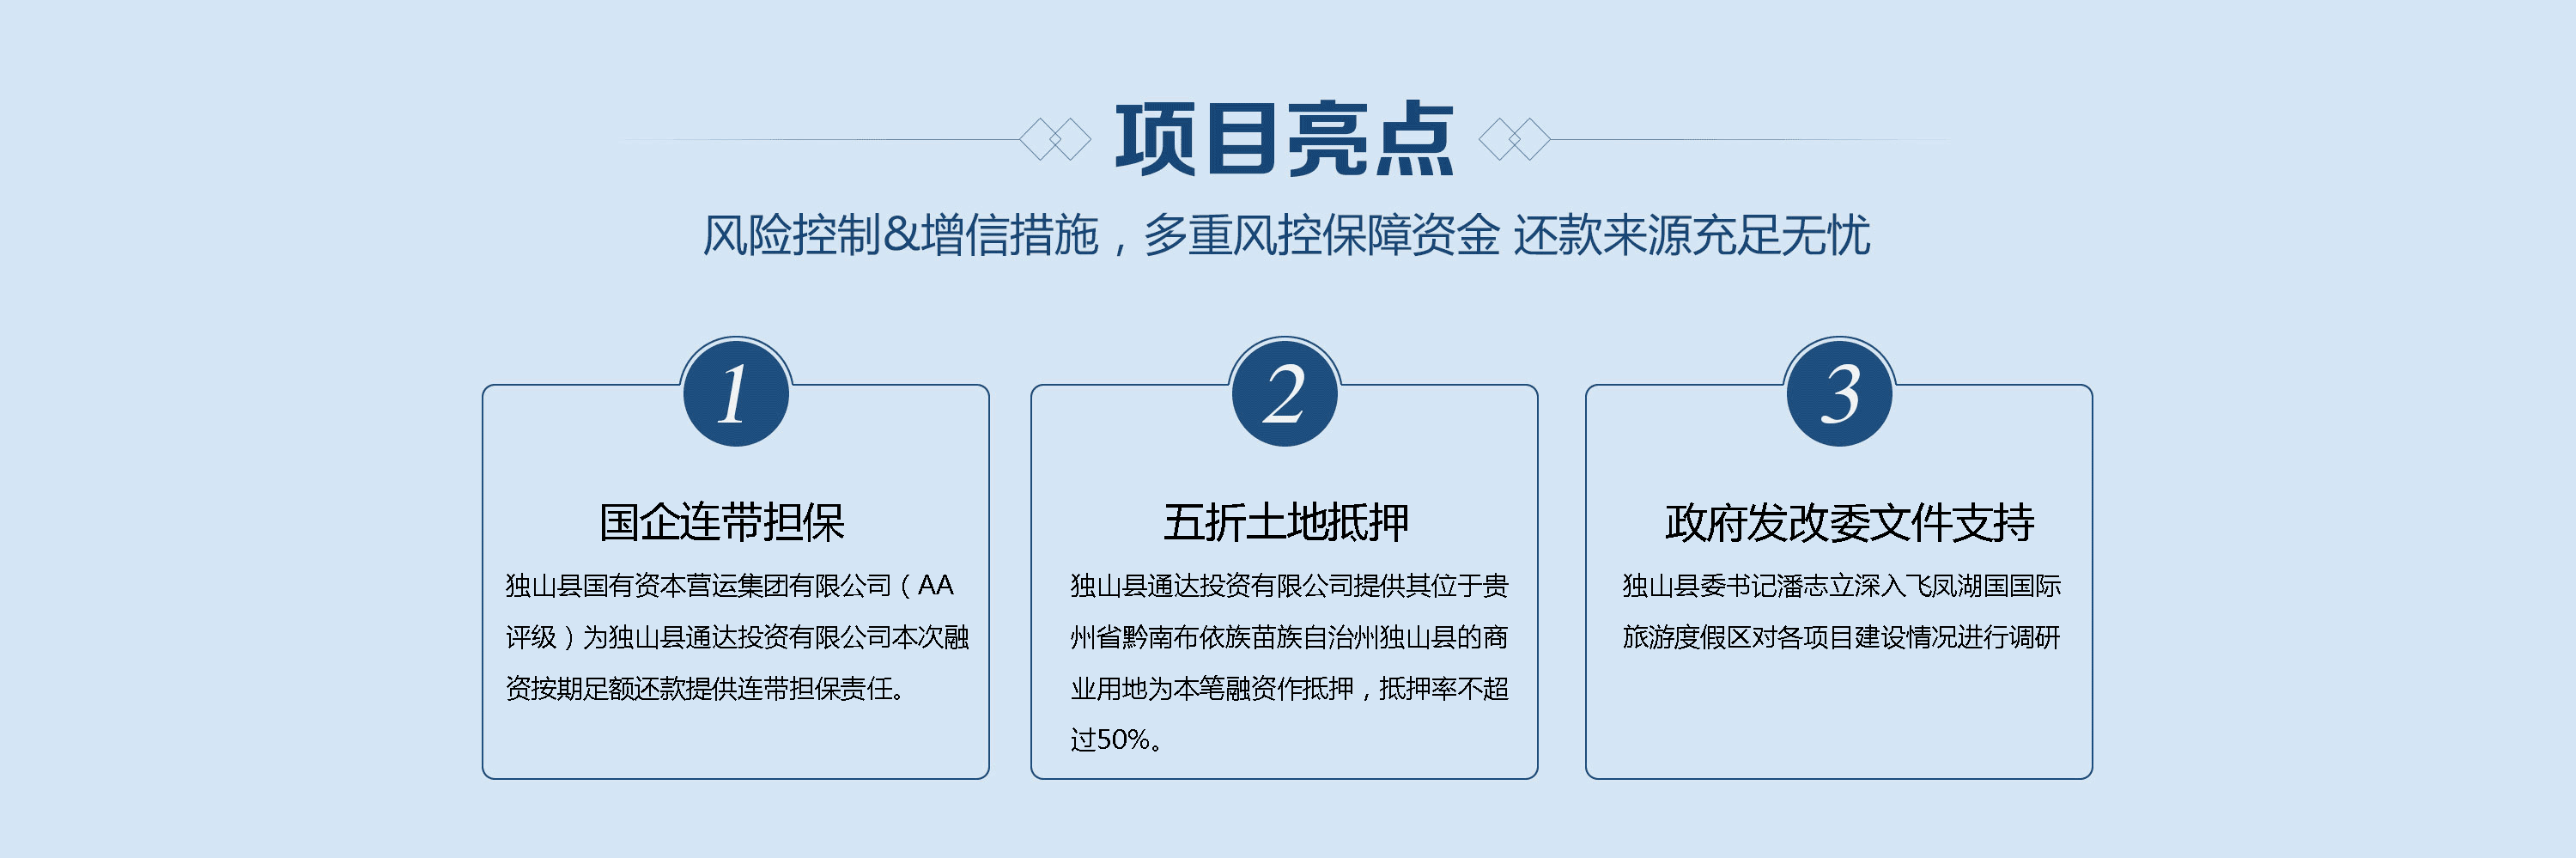 项目亮点
风险控制&增信措施，多重风控保障资金 还款来源充足无忧
1
国企连带担保
独山县国有资本营运集团有限公司（AA
评级）为独山县通达投资有限公司本次融
资按期足额还款提供连带担保责任。
2
五折土地抵押
独山县通达投资有限公司提供其位于贵
州省黔南布依族苗族自治州独山县的商
业用地为本笔融资作抵押，抵押率不超
过50%。
3
政府发改委文件支持
独山县委书记潘志立深入飞凤湖国国际
旅游度假区对各项目建设情况进行调研